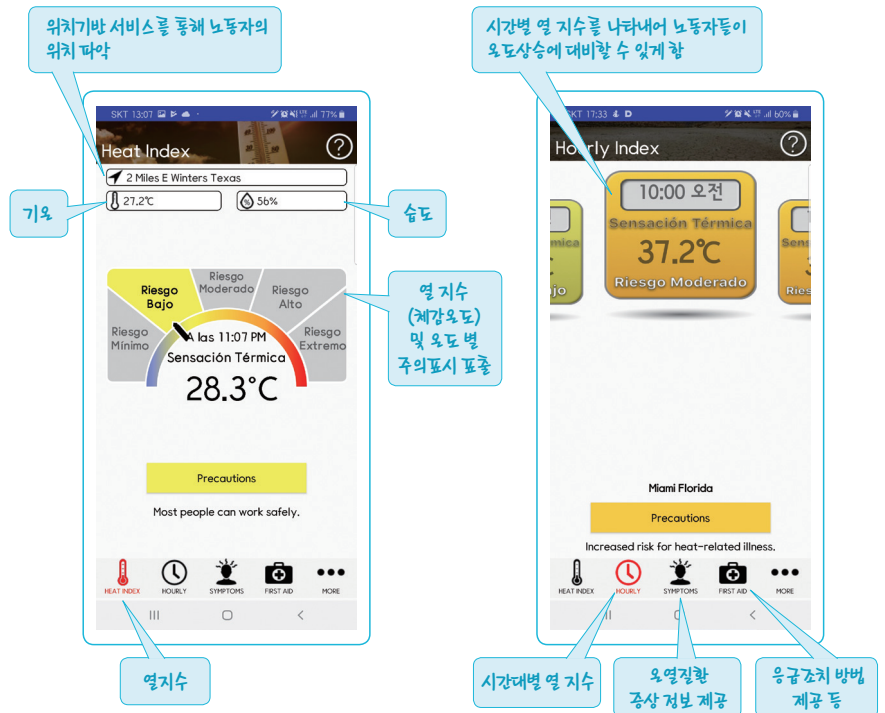 위치기반 서비스를 통해 노동자의
위치 파악
SKT 13:07
77%
Heat Index
?
2 Miles E Winters Texas
27.2℃
% 56%
기온
습도
Riesgo
Mínimo
Riesgo
Bajo
Riesgo
Moderado
Riesgo
Alto
Riesgo
Extremo
A las 11:07 PM
Sensación Térmica
28.3°C
열 지수
(체감온도)
및 온도 별
주의표시 표출
Precautions
Most people can work safely.
HEAT INDEX
HOURLY
SYMPTOMS
FIRST AID
MORE
열지수
시간별 열 지수를 나타내어 노동자들이
온도상승에 대비할 수 있게 함
SKT 17:33
60%
Hourly Index
?
10:00 오전
Sensación Térmica
37.2℃
Riesgo Moderado
mica
jo
Sens
Ries
Miami Florida
Precautions
Increased risk for heat-related illness.
HEAT INDEX
HOURLY
SYMPTOMS
FIRST AID
MORE
시간대별 열 지수
온열질환
증상 정보 제공
응급조치 방법
제공 등